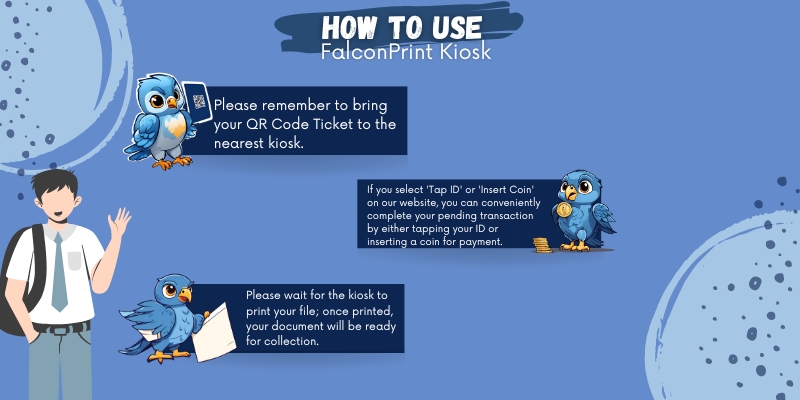 HOW TO USE
FalconPrint Kiosk
Please remember to bring
your QR Code Ticket to the
nearest kiosk.
If you select 'Tap ID' or 'Insert Coin'
on our website, you can conveniently
complete your pending transaction
by either tapping your ID or
inserting a coin for payment.
Please wait for the kiosk to
print your file; once printed,
your document will be ready
for collection.